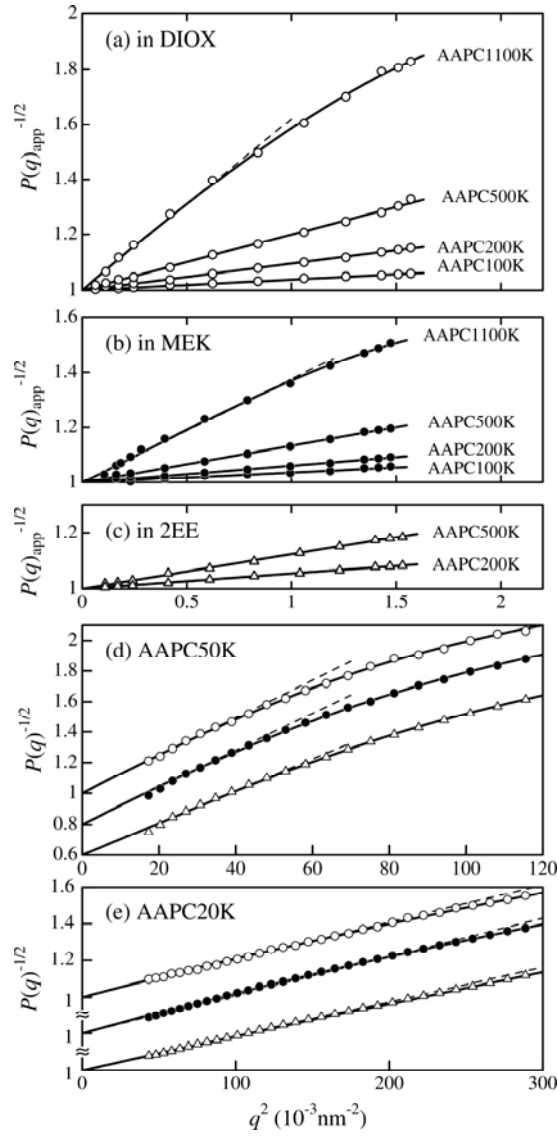 (a) in DIOX
AAPC1100K
AAPC500K
AAPC200K
AAPC100K
P(q)app^-1/2
2
1.8
1.6
1.4
1.2
1
(b) in MEK
AAPC1100K
AAPC500K
AAPC200K
AAPC100K
P(q)app^-1/2
1.6
1.4
1.2
1
(c) in 2EE
AAPC500K
AAPC200K
P(q)app^-1/2
1.2
1
0 0.5 1 1.5 2
(d) AAPC50K
P(q)^-1/2
2
1.8
1.6
1.4
1.2
1
0.8
0.6
0 20 40 60 80 100 120
(e) AAPC20K
P(q)^-1/2
1.6
1.4
1.2
1
≈
1
≈
1
0 100 200 300
q^2 (10^-3 nm^-2)